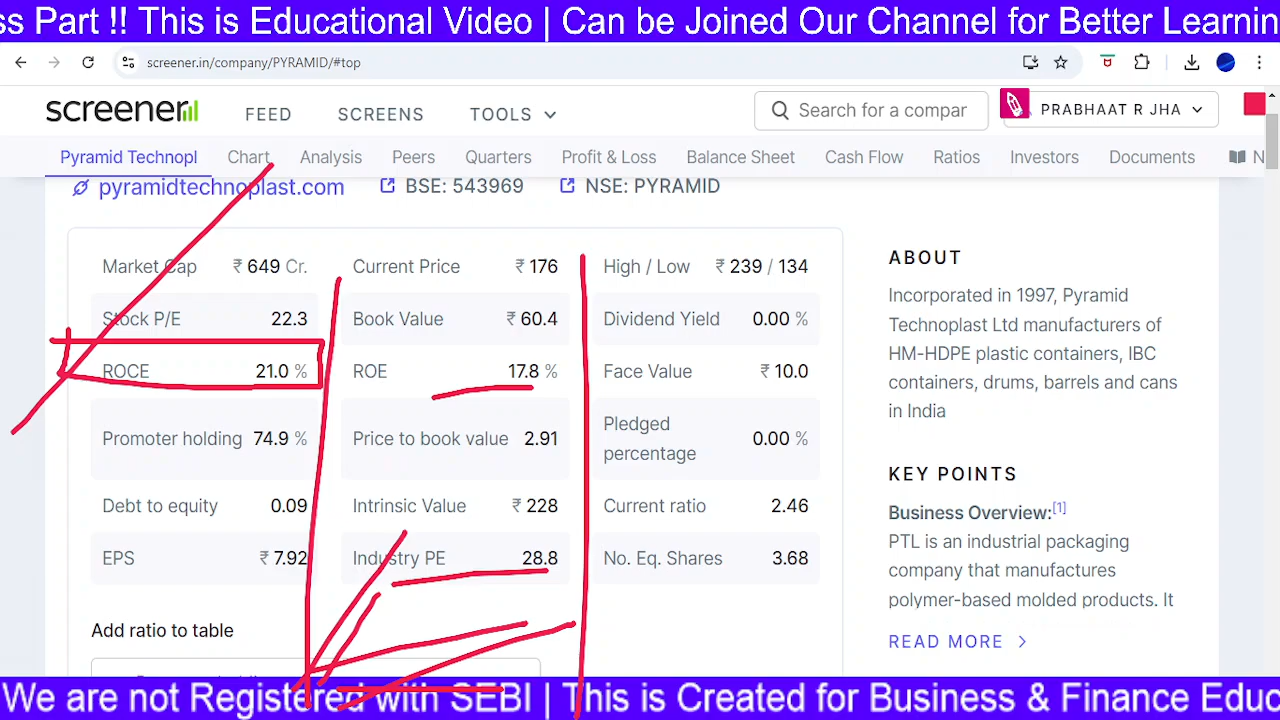 ss Part !! This is Educational Video | Can be Joined Our Channel for Better Learnin
screener.in/company/PYRAMID/#top
screener FEED SCREENS TOOLS Search for a compar PRABHAAT R JHA
Pyramid Technopl Chart Analysis Peers Quarters Profit & Loss Balance Sheet Cash Flow Ratios Investors Documents N
pyramidtechnoplast.com BSE: 543969 NSE: PYRAMID
Market Cap ₹ 649 Cr. Current Price ₹ 176 High / Low ₹ 239 / 134
Stock P/E 22.3 Book Value ₹ 60.4 Dividend Yield 0.00 %
ROCE 21.0 % ROE 17.8 % Face Value ₹ 10.0
Promoter holding 74.9 % Price to book value 2.91 Pledged percentage 0.00 %
Debt to equity 0.09 Intrinsic Value ₹ 228 Current ratio 2.46
EPS ₹ 7.92 Industry PE 28.8 No. Eq. Shares 3.68
Add ratio to table
ABOUT
Incorporated in 1997, Pyramid
Technoplast Ltd manufacturers of
HM-HDPE plastic containers, IBC
containers, drums, barrels and cans
in India
KEY POINTS
Business Overview:[1]
PTL is an industrial packaging
company that manufactures
polymer-based molded products. It
READ MORE
We are not Registered with SEBI | This is Created for Business & Finance Educ